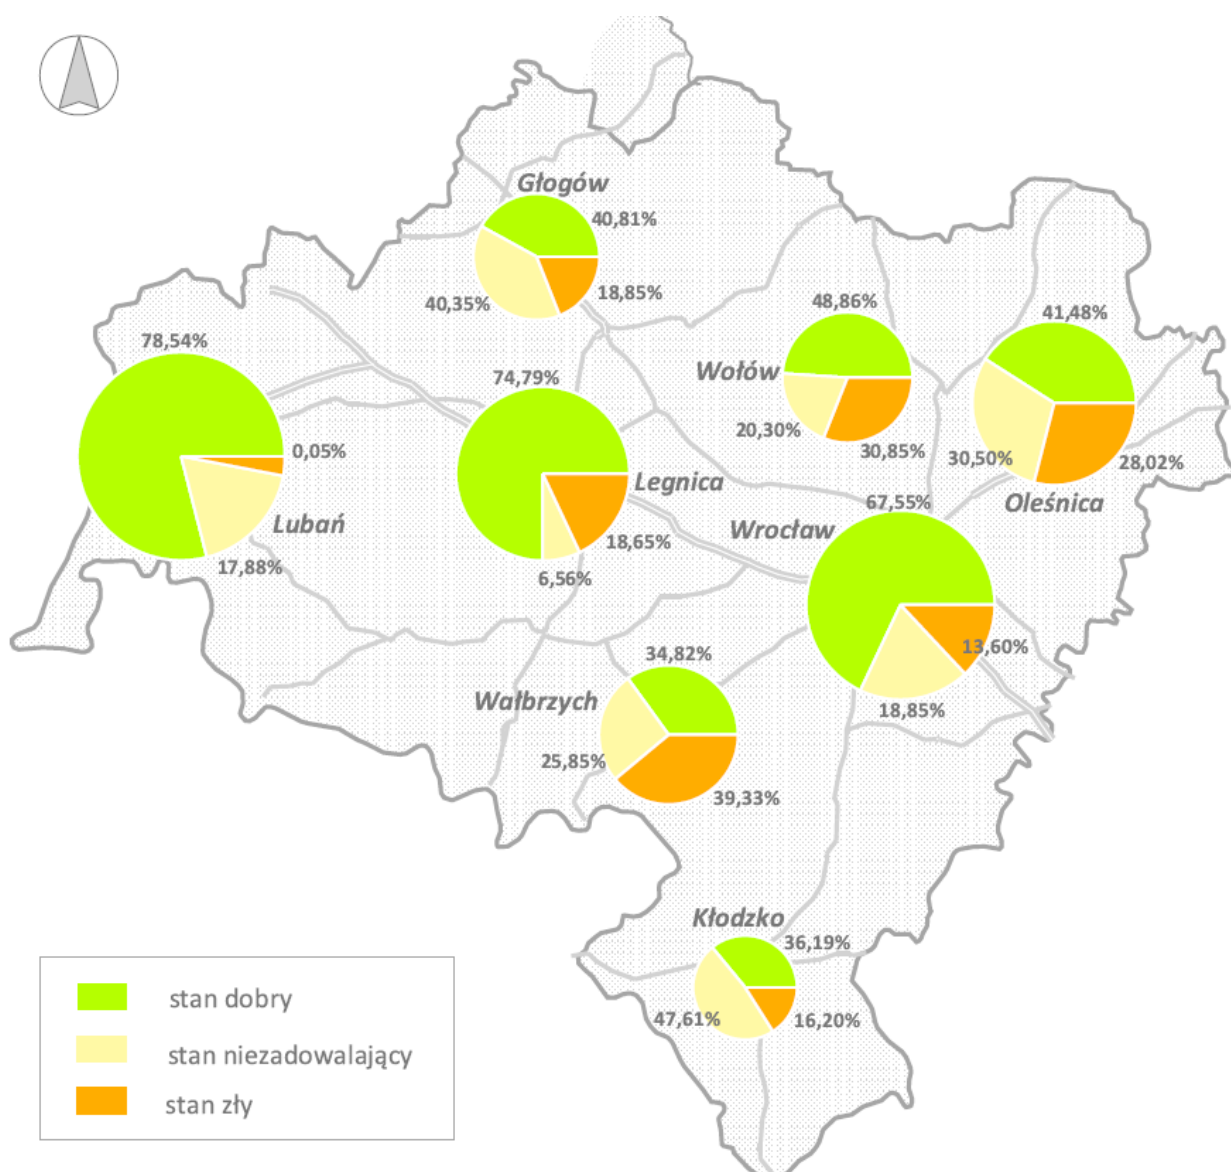 Głogów
40,81%
40,35%
18,85%
48,86%
Wołów
20,30%
30,85%
41,48%
30,50%
28,02%
Oleśnica
78,54%
0,05%
Lubań
17,88%
74,79%
Legnica
18,65%
6,56%
67,55%
Wrocław
13,60%
18,85%
34,82%
Wałbrzych
25,85%
39,33%
Kłodzko
36,19%
47,61%
16,20%
stan dobry
stan niezadowalający
stan zły